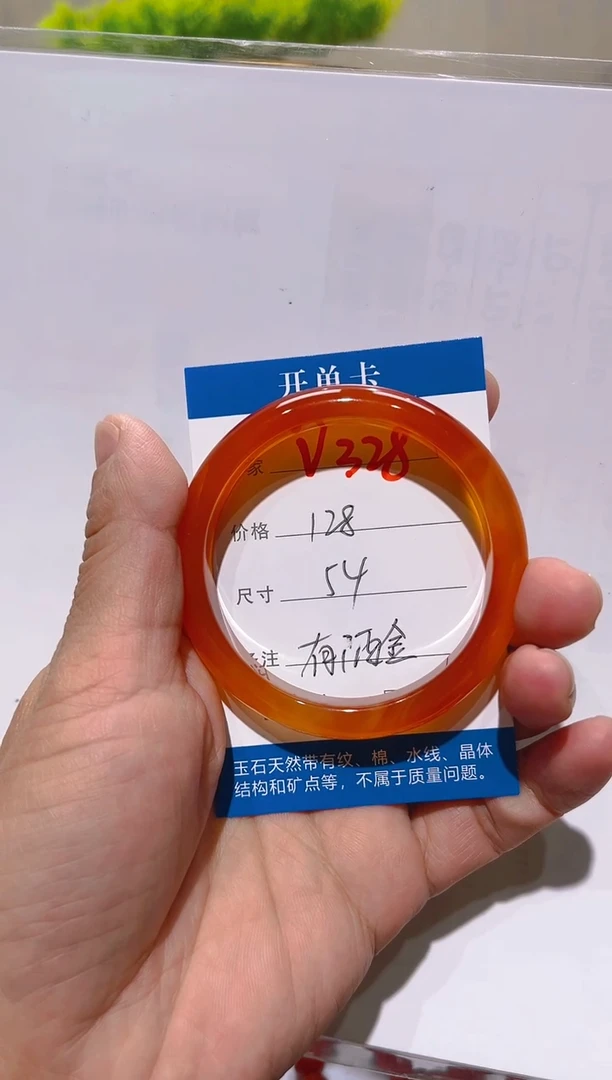 开单卡
家 V328
价格 128
尺寸 54
注 有洒金
玉石天然带有纹、棉、水线、晶体
结构和矿点等，不属于质量问题。